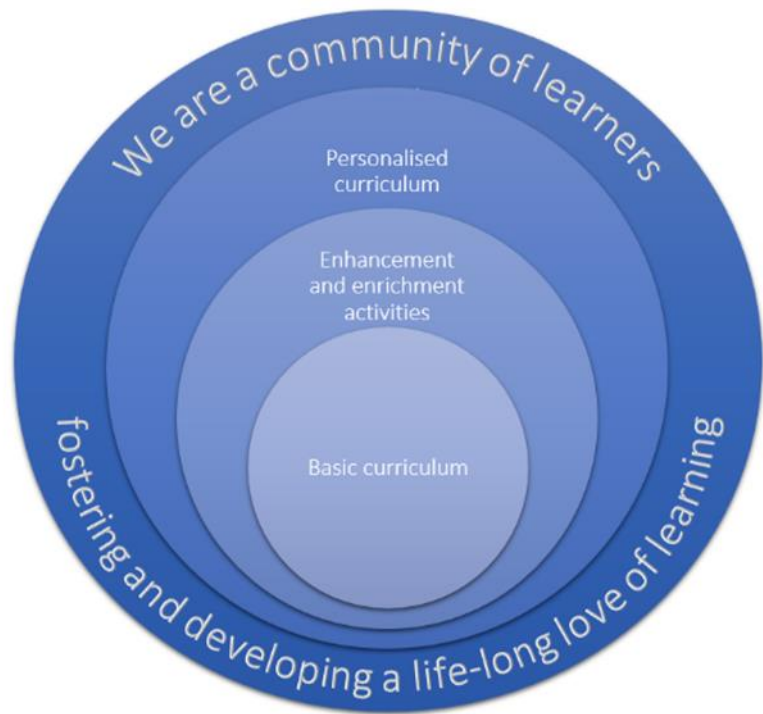 We are a community of learners
Personalised
curriculum
Enhancement
and enrichment
activities
Basic curriculum
fostering and developing a life-long love of learning